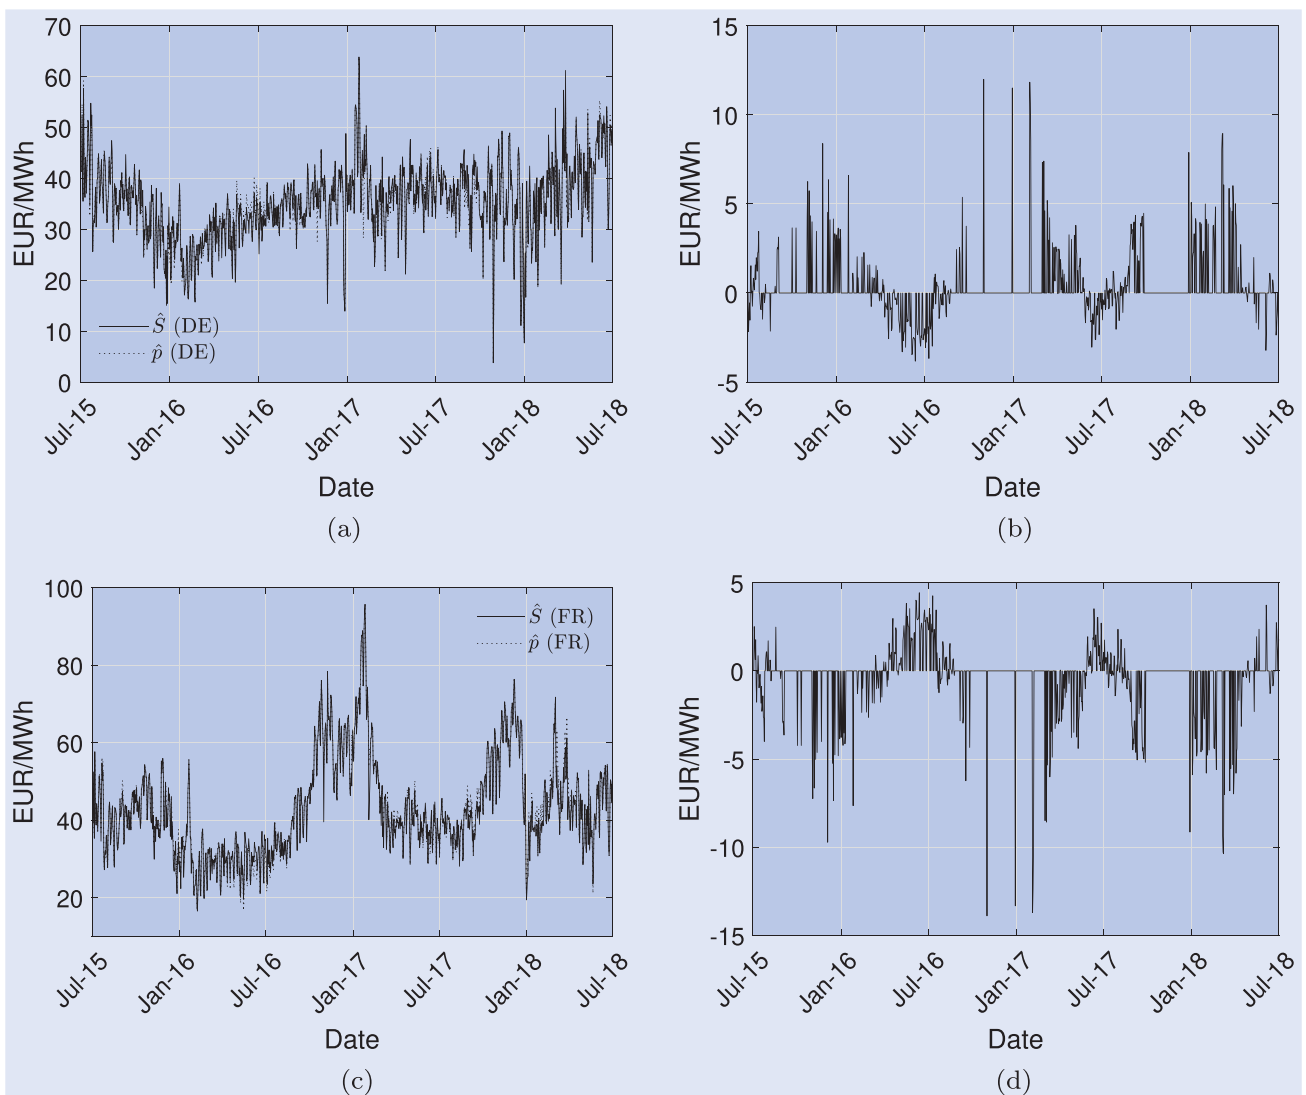 70
60
50
40
30
20
10
0
EUR/MWh
Ŝ (DE)
p̂ (DE)
Jul-15
Jan-16
Jul-16
Jan-17
Jul-17
Jan-18
Jul-18
Date
(a)
15
10
5
0
-5
EUR/MWh
Jul-15
Jan-16
Jul-16
Jan-17
Jul-17
Jan-18
Jul-18
Date
(b)
100
80
60
40
20
EUR/MWh
Ŝ (FR)
p̂ (FR)
Jul-15
Jan-16
Jul-16
Jan-17
Jul-17
Jan-18
Jul-18
Date
(c)
5
0
-5
-10
-15
EUR/MWh
Jul-15
Jan-16
Jul-16
Jan-17
Jul-17
Jan-18
Jul-18
Date
(d)